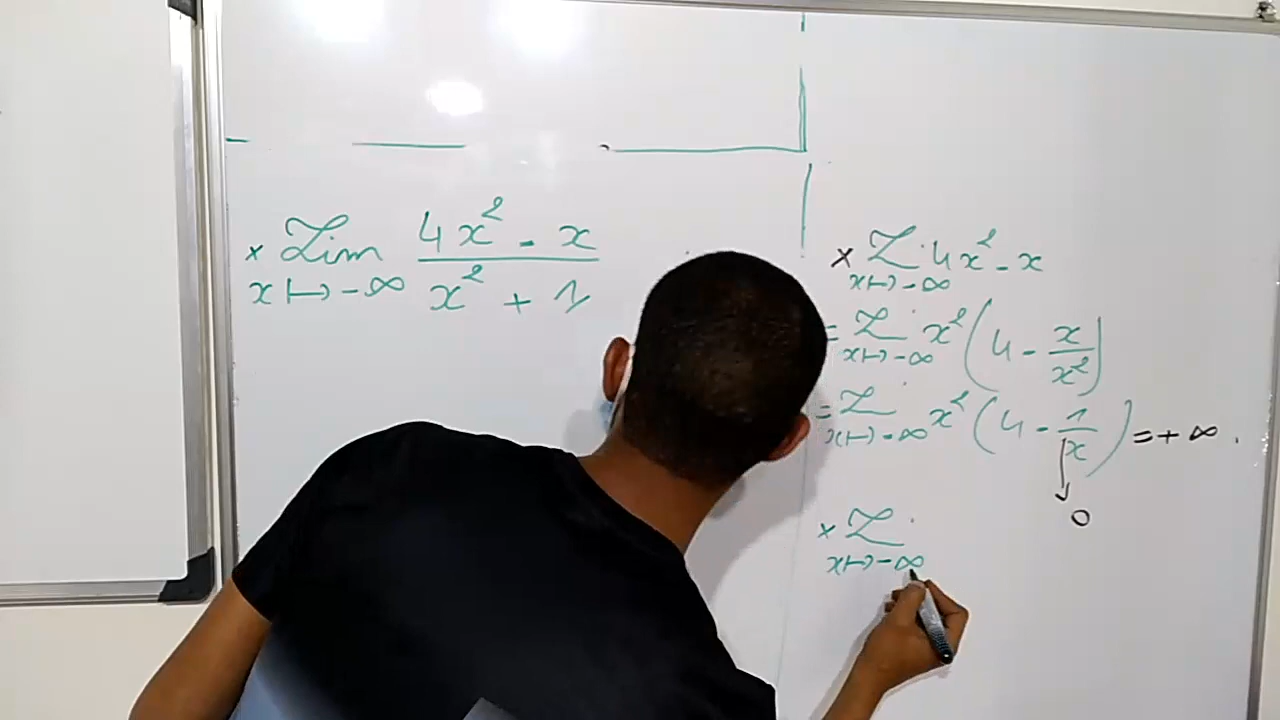 × Lim 4x² - x
x ↦ -∞ x² + 1
× L 4x² - x
x ↦ -∞
= L x² (4 - x/x²)
x ↦ -∞
= L x² (4 - 1/x) = +∞.
x ↦ -∞
0
× L
x ↦ -∞